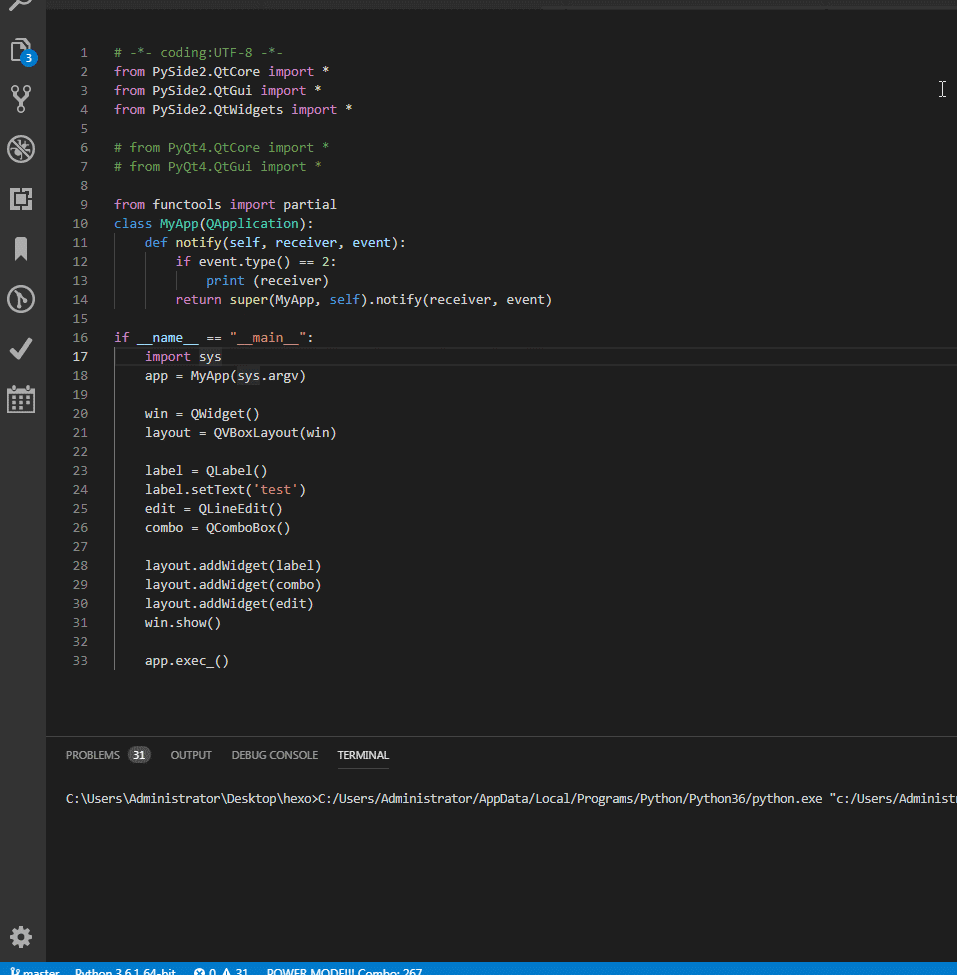 3
1 # -*- coding:UTF-8 -*-
2 from PySide2.QtCore import *
3 from PySide2.QtGui import *
4 from PySide2.QtWidgets import *
5
6 # from PyQt4.QtCore import *
7 # from PyQt4.QtGui import *
8
9 from functools import partial
10 class MyApp(QApplication):
11     def notify(self, receiver, event):
12         if event.type() == 2:
13             print (receiver)
14         return super(MyApp, self).notify(receiver, event)
15
16 if __name__ == "__main__":
17     import sys
18     app = MyApp(sys.argv)
19
20     win = QWidget()
21     layout = QVBoxLayout(win)
22
23     label = QLabel()
24     label.setText('test')
25     edit = QLineEdit()
26     combo = QComboBox()
27
28     layout.addWidget(label)
29     layout.addWidget(combo)
30     layout.addWidget(edit)
31     win.show()
32
33     app.exec_()
PROBLEMS 31 OUTPUT DEBUG CONSOLE TERMINAL
C:\Users\Administrator\Desktop\hexo>C:/Users/Administrator/AppData/Local/Programs/Python/Python36/python.exe "c:/Users/Administr
master Python 3.6.1 64-bit 0 31 POWER MODE!!! Combo: 267